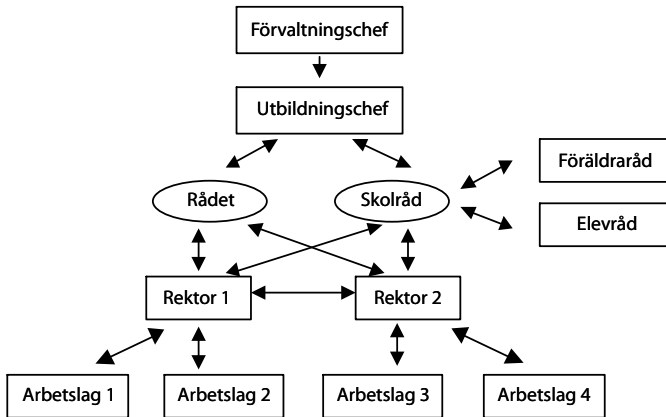 Förvaltningschef
Utbildningschef
Föräldraråd
Rådet
Skolråd
Elevråd
Rektor 1
Rektor 2
Arbetslag 1
Arbetslag 2
Arbetslag 3
Arbetslag 4